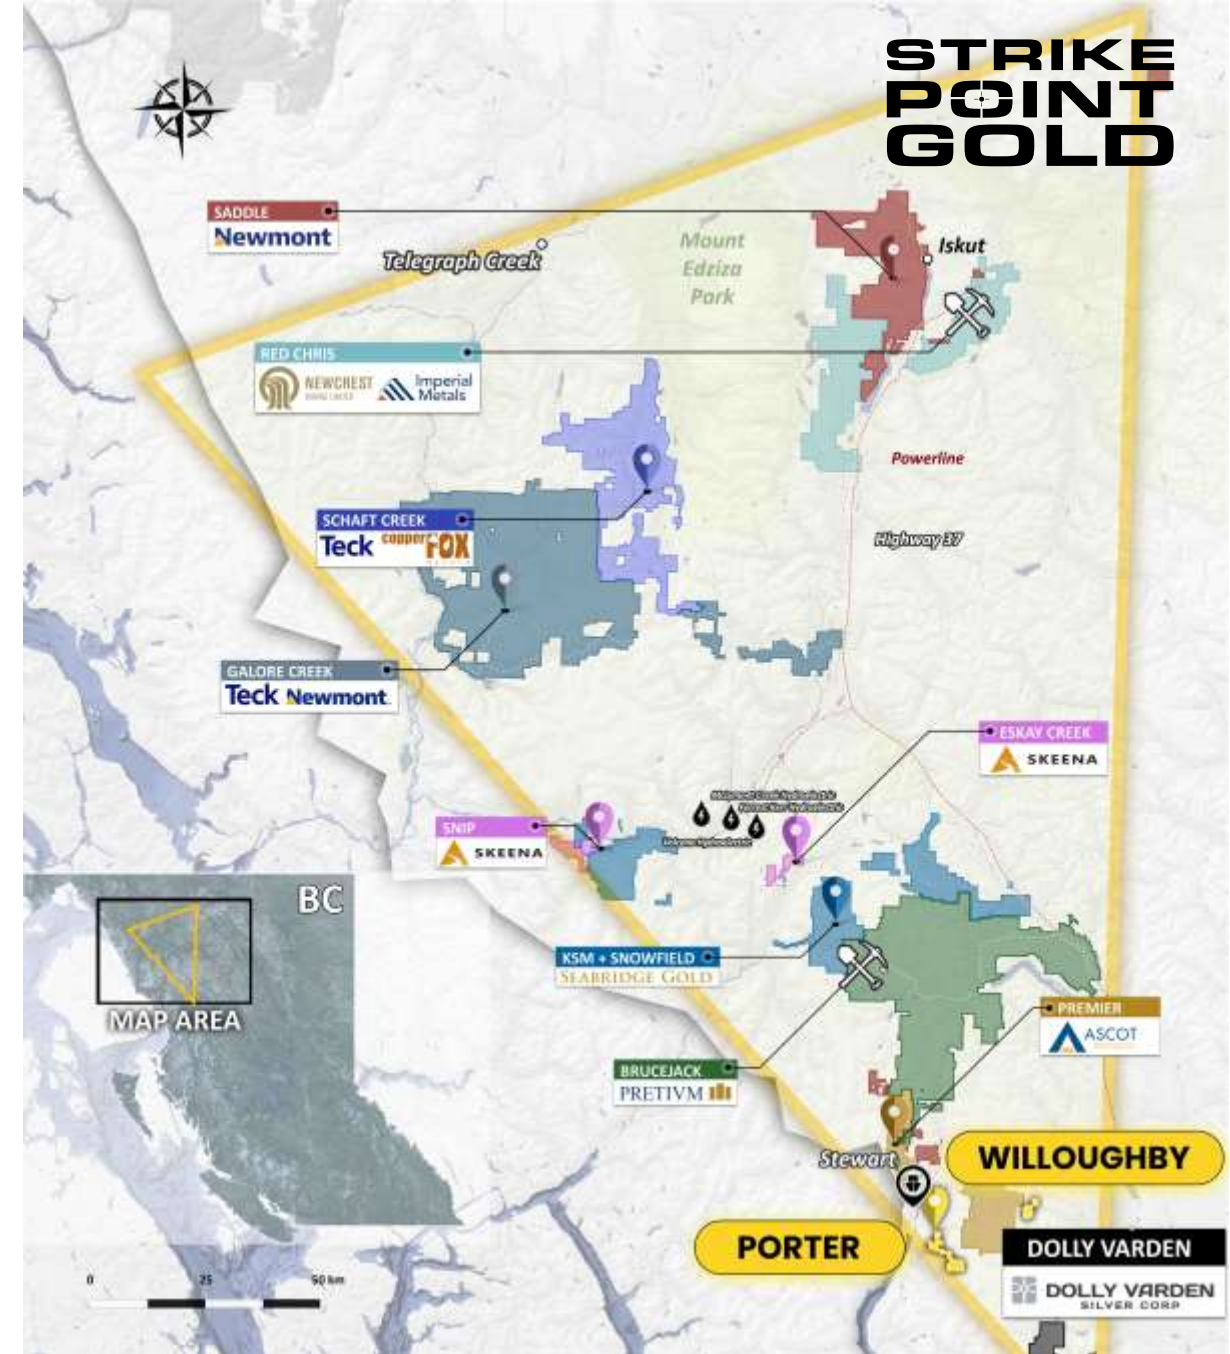 STRIKE
POINT
GOLD
SADDLE
Newmont
Telegraph Creek
Mount
Edziza
Park
Iskut
RED CHRIS
NEWCREST
Imperial
Metals
Powerline
SCHAFT CREEK
Teck
copper FOX
Highway 37
GALORE CREEK
Teck Newmont
ESKAY CREEK
SKEENA
SNIP
SKEENA
BC
MAP AREA
KSM + SNOWFIELD
SEABRIDGE GOLD
PREMIER
ASCOT
BRUCEJACK
PRETIVM
Stewart
WILLOUGHBY
PORTER
DOLLY VARDEN
DOLLY VARDEN
SILVER CORP
0 25 50 km